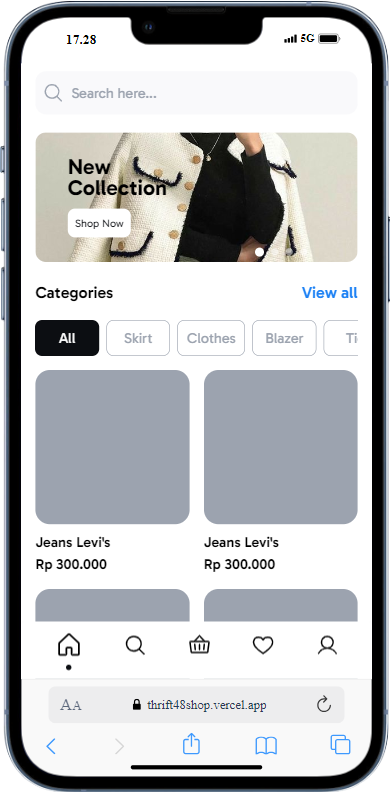 17.28
5G
Search here...
New
Collection
Shop Now
Categories
View all
All
Skirt
Clothes
Blazer
Ti
Jeans Levi's
Jeans Levi's
Rp 300.000
Rp 300.000
AA
thrift48shop.vercel.app